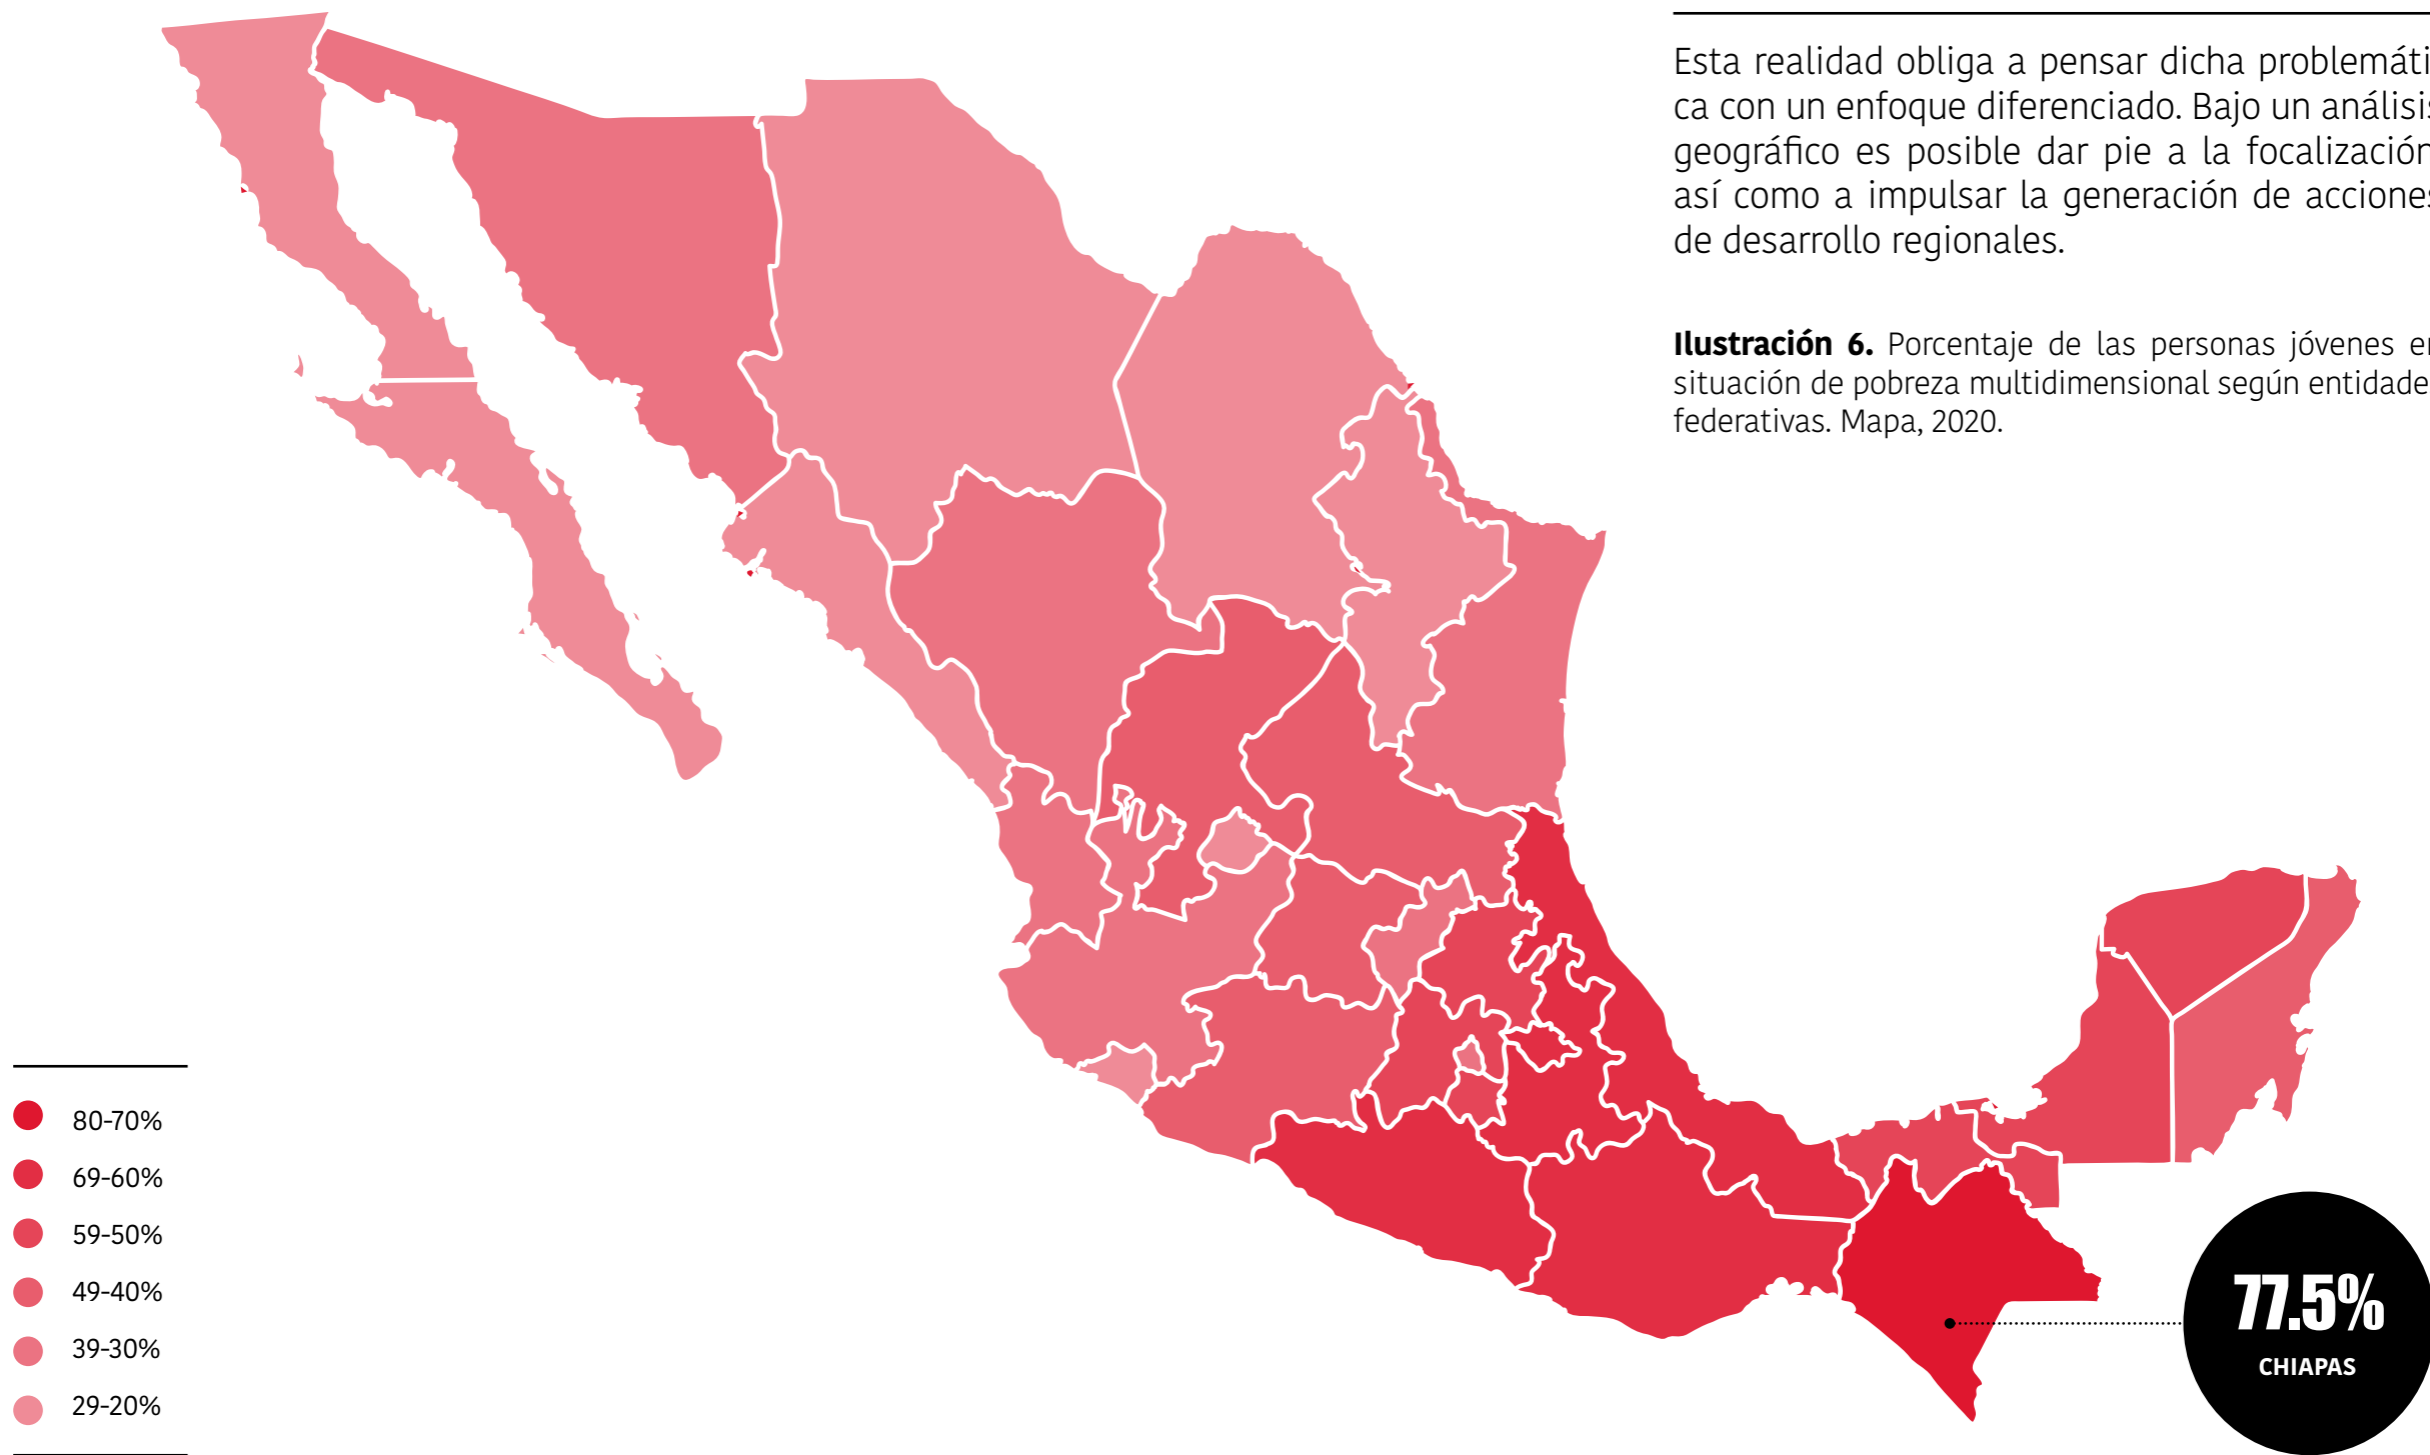 Esta realidad obliga a pensar dicha problemáti
ca con un enfoque diferenciado. Bajo un análisis
geográfico es posible dar pie a la focalización
así como a impulsar la generación de acciones
de desarrollo regionales.
Ilustración 6. Porcentaje de las personas jóvenes en
situación de pobreza multidimensional según entidade
federativas. Mapa, 2020.
80-70%
69-60%
59-50%
49-40%
39-30%
29-20%
77.5%
CHIAPAS